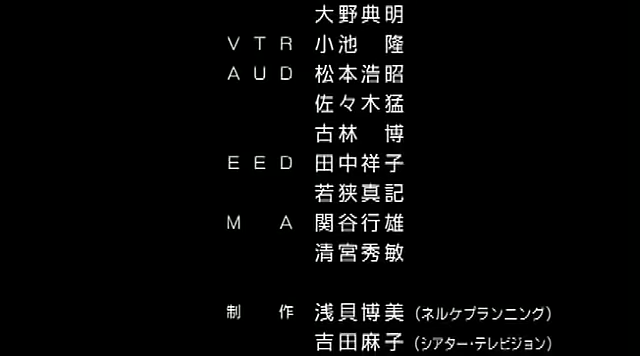 大野典明
VTR 小池 隆
AUD 松本浩昭
佐々木猛
古林 博
EED 田中祥子
若狭真記
MA 関谷行雄
清宮秀敏
制作 浅貝博美(ネルケプランニング)
吉田麻子(シアター・テレビジョン)